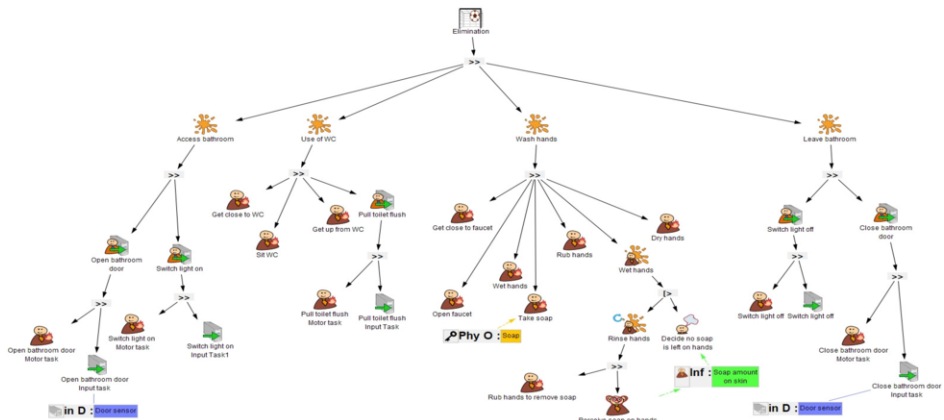 Elimination
>>
Access bathroom
Use of WC
Wash hands
Leave bathroom
>>
>>
>>
>>
Get close to WC
Pull toilet flush
Get close to faucet
Dry hands
Get up from WC
Switch light off
Close bathroom
door
Open bathroom
door
Switch light on
Sit WC
Rub hands
Wet hands
Wet hands
>>
>>
>>
>>
>>
[>
Open faucet
Take soap
Pull toilet flush
Motor task
Pull toilet flush
Input Task
Switch light off
Switch light off
Phy O :
Soap
Rinse hands
Decide no soap
is left on hands
Open bathroom door
Motor task
Switch light on
Motor task
Switch light on
Input Task1
Close bathroom door
Motor task
>>
Open bathroom door
Input task
Rub hands to remove soap
Inf :
Soap amount
on skin
Close bathroom door
Input task
in D :
Door sensor
in D :
Door sensor